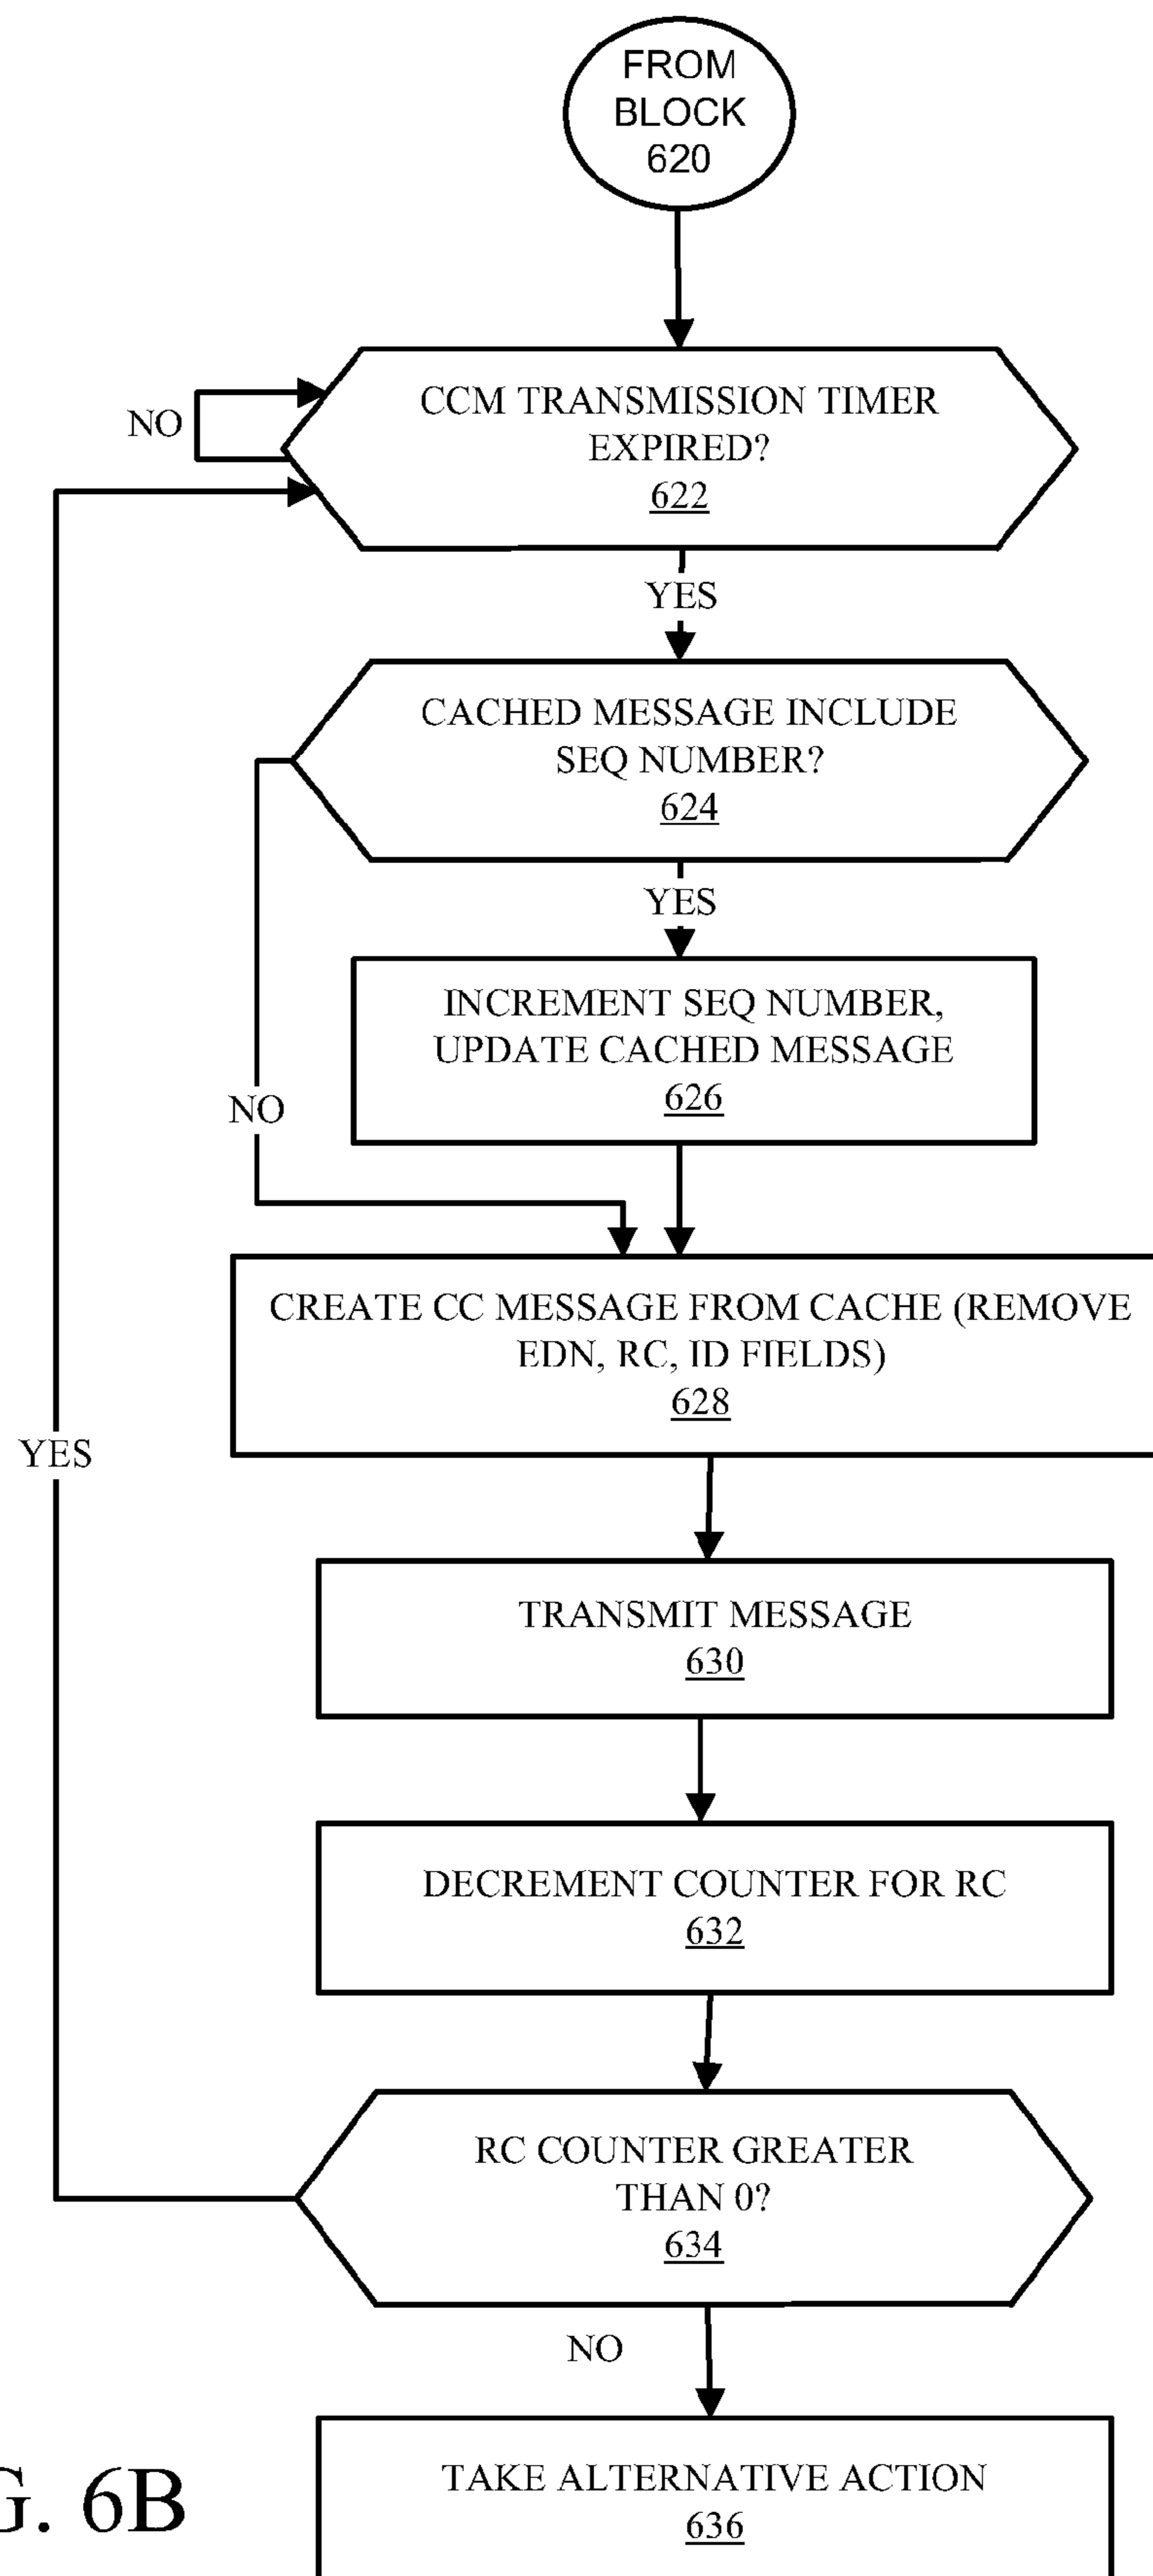 FROM
BLOCK
620
CCM TRANSMISSION TIMER
EXPIRED?
622
NO
YES
CACHED MESSAGE INCLUDE
SEQ NUMBER?
624
YES
INCREMENT SEQ NUMBER,
UPDATE CACHED MESSAGE
626
NO
CREATE CC MESSAGE FROM CACHE (REMOVE
EDN, RC, ID FIELDS)
628
YES
TRANSMIT MESSAGE
630
DECREMENT COUNTER FOR RC
632
RC COUNTER GREATER
THAN 0?
634
NO
TAKE ALTERNATIVE ACTION
636
G. 6B